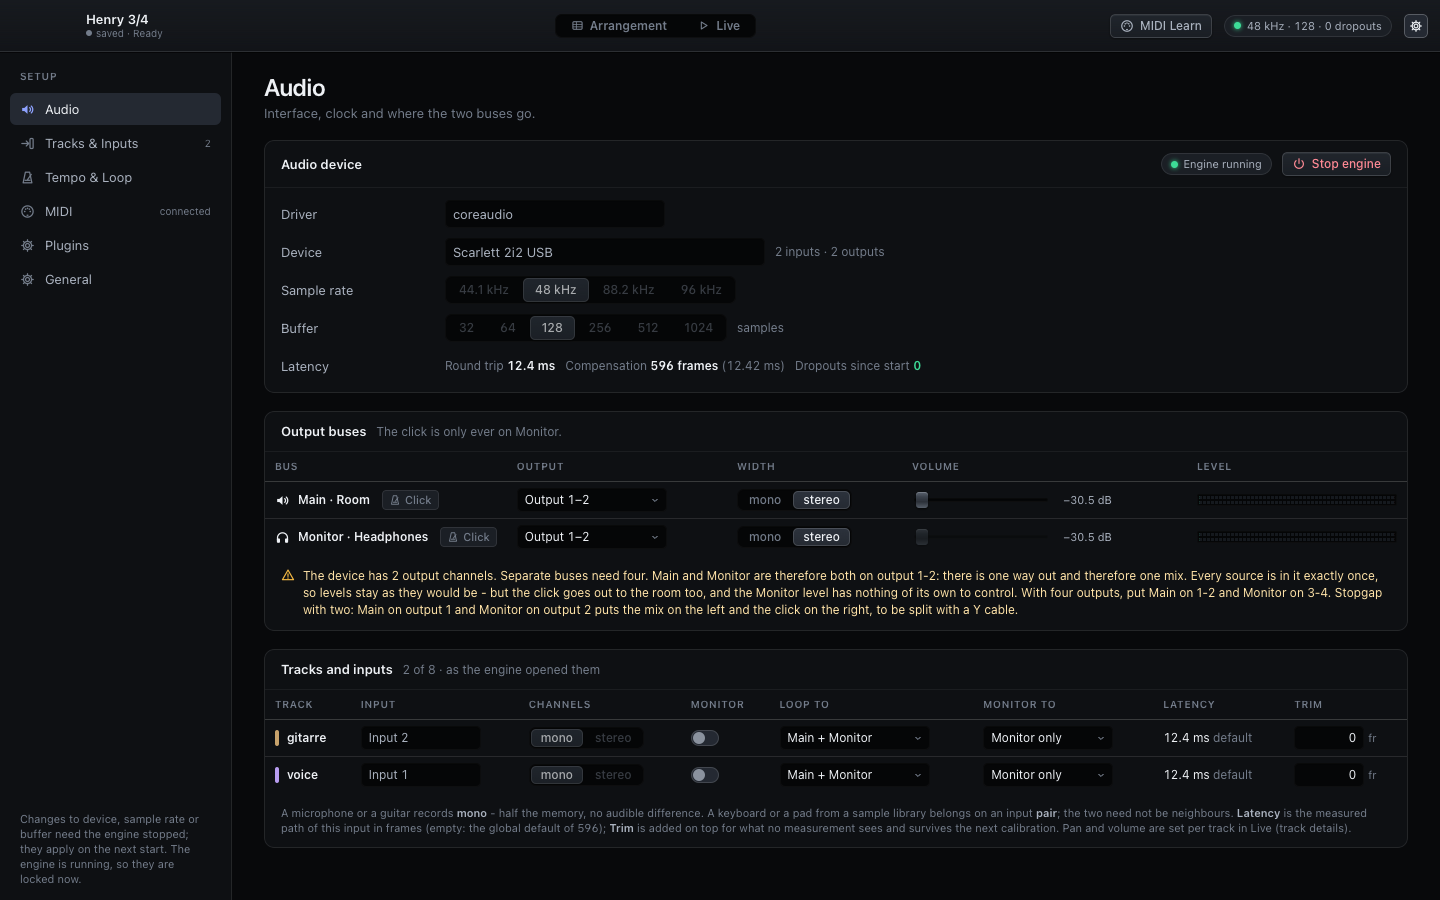 Henry 3/4
saved · Ready
Arrangement
Live
MIDI Learn
48 kHz · 128 · 0 dropouts
SETUP
Audio
Tracks & Inputs 2
Tempo & Loop
MIDI connected
Plugins
General
Changes to device, sample rate or
buffer need the engine stopped;
they apply on the next start. The
engine is running, so they are
locked now.
Audio
Interface, clock and where the two buses go.
Audio device
Engine running
Stop engine
Driver coreaudio
Device Scarlett 2i2 USB 2 inputs · 2 outputs
Sample rate 44.1 kHz 48 kHz 88.2 kHz 96 kHz
Buffer 32 64 128 256 512 1024 samples
Latency Round trip 12.4 ms Compensation 596 frames (12.42 ms) Dropouts since start 0
Output buses The click is only ever on Monitor.
BUS OUTPUT WIDTH VOLUME LEVEL
Main · Room Click Output 1–2 mono stereo −30.5 dB
Monitor · Headphones Click Output 1–2 mono stereo −30.5 dB
The device has 2 output channels. Separate buses need four. Main and Monitor are therefore both on output 1-2: there is one way out and therefore one mix. Every source is in it exactly once,
so levels stay as they would be - but the click goes out to the room too, and the Monitor level has nothing of its own to control. With four outputs, put Main on 1-2 and Monitor on 3-4. Stopgap
with two: Main on output 1 and Monitor on output 2 puts the mix on the left and the click on the right, to be split with a Y cable.
Tracks and inputs 2 of 8 · as the engine opened them
TRACK INPUT CHANNELS MONITOR LOOP TO MONITOR TO LATENCY TRIM
gitarre Input 2 mono stereo Main + Monitor Monitor only 12.4 ms default 0 fr
voice Input 1 mono stereo Main + Monitor Monitor only 12.4 ms default 0 fr
A microphone or a guitar records mono - half the memory, no audible difference. A keyboard or a pad from a sample library belongs on an input pair; the two need not be neighbours. Latency is the measured
path of this input in frames (empty: the global default of 596); Trim is added on top for what no measurement sees and survives the next calibration. Pan and volume are set per track in Live (track details).